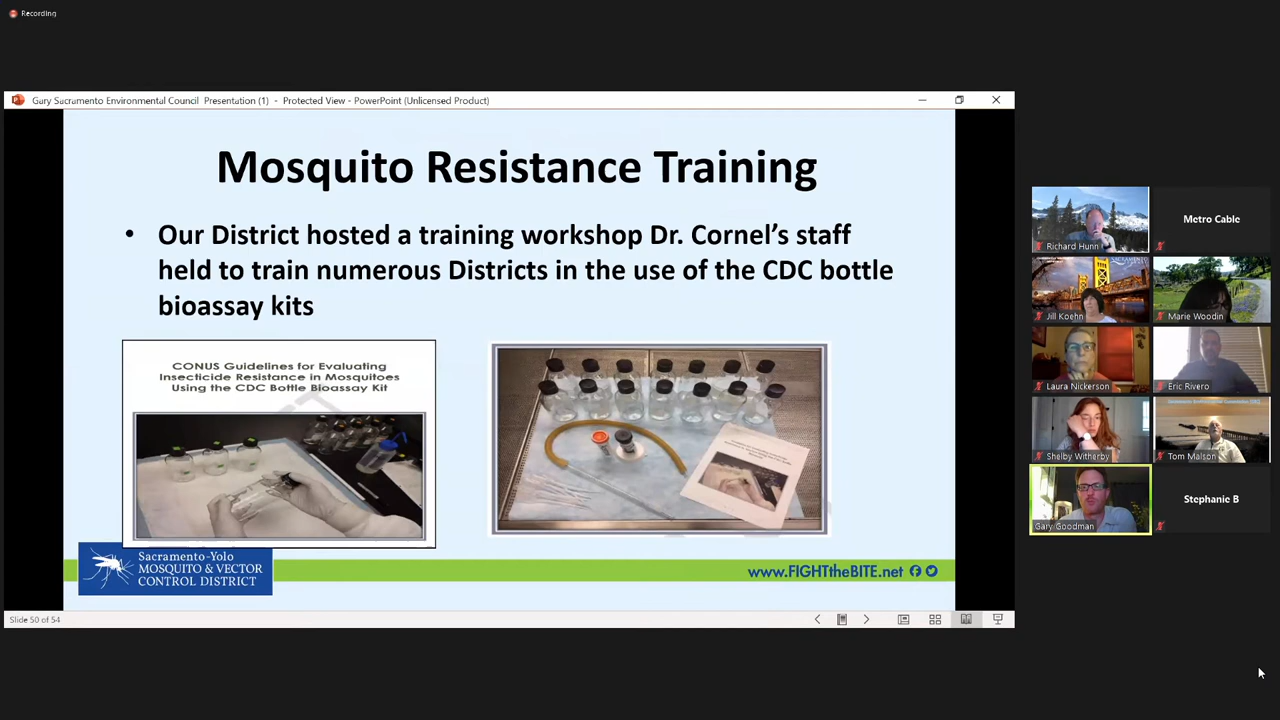 Recording
Gary Sacramento Environmental Council Presentation (1) - Protected View - PowerPoint (Unlicensed Product)
Mosquito Resistance Training
• Our District hosted a training workshop Dr. Cornel's staff
held to train numerous Districts in the use of the CDC bottle
bioassay kits
CONUS Guidelines for Evaluating
Insecticide Resistance in Mosquitoes
Using the CDC Bottle Bioassay Kit
Sacramento-Yolo
MOSQUITO & VECTOR
CONTROL DISTRICT
www.FIGHTtheBITE.net
Slide 50 of 54
Richard Hunn
Metro Cable
Jill Koehn
Marie Woodin
Laura Nickerson
Eric Rivero
Shelby Witherby
Tom Malson
Gary Goodman
Stephanie B